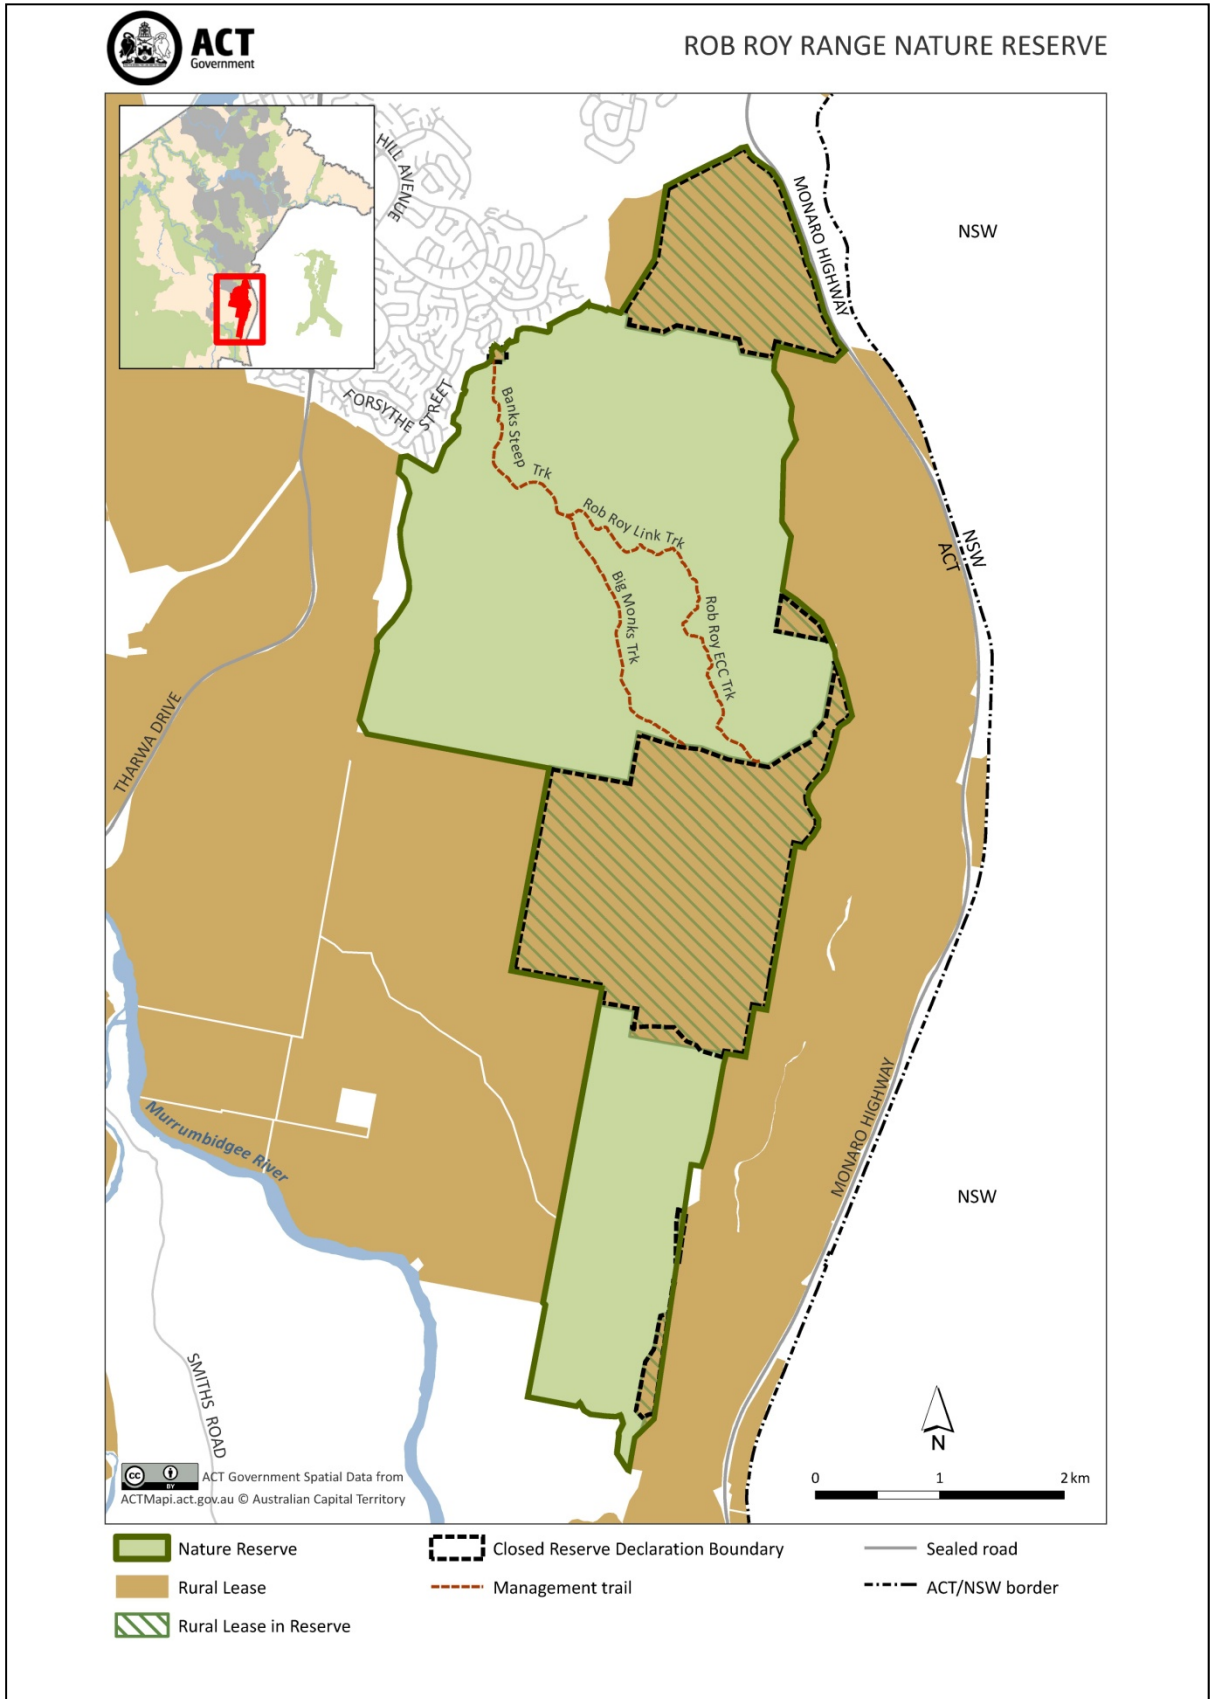 ACT
Government
ROB ROY RANGE NATURE RESERVE
HILL AVENUE
MONARO HIGHWAY
NSW
FORSYTHE STREET
Banks Steep Trk
Rob Roy Link Trk
NSW
ACT
Big Monks Trk
Rob Roy ECC Trk
THARWA DRIVE
Murrumbidgee River
MONARO HIGHWAY
NSW
SMITHS ROAD
N
CC BY
ACT Government Spatial Data from
ACTMapi.act.gov.au © Australian Capital Territory
0 1 2 km
Nature Reserve
Closed Reserve Declaration Boundary
Sealed road
Rural Lease
Management trail
ACT/NSW border
Rural Lease in Reserve